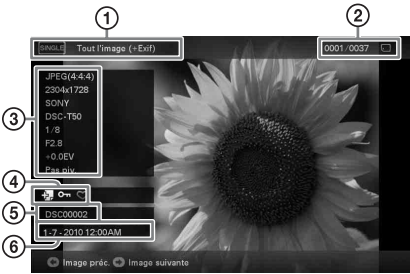 ①
②
SINGLE Tout l'image (+Exif)
0001/0037
③
JPEG(4:4:4)
2304x1728
SONY
DSC-T50
1/8
F2.8
+0.0EV
Pas piv.
④
⑤
DSC00002
⑥
1-7-2010 12:00AM
Image préc. Image suivante